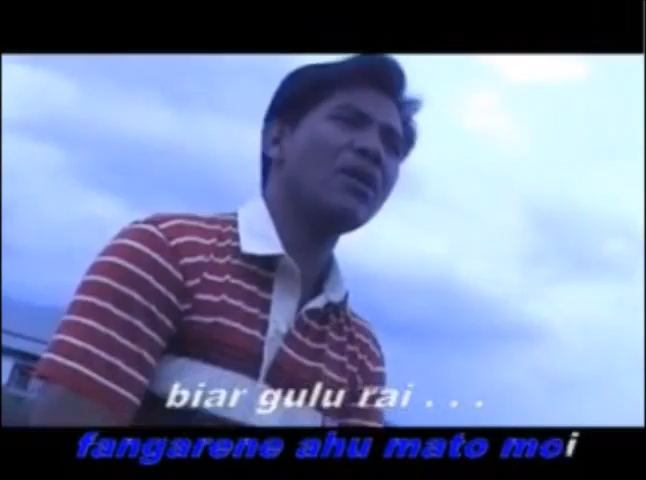 biar gulu rai . . .
fangarene ahu mato moi